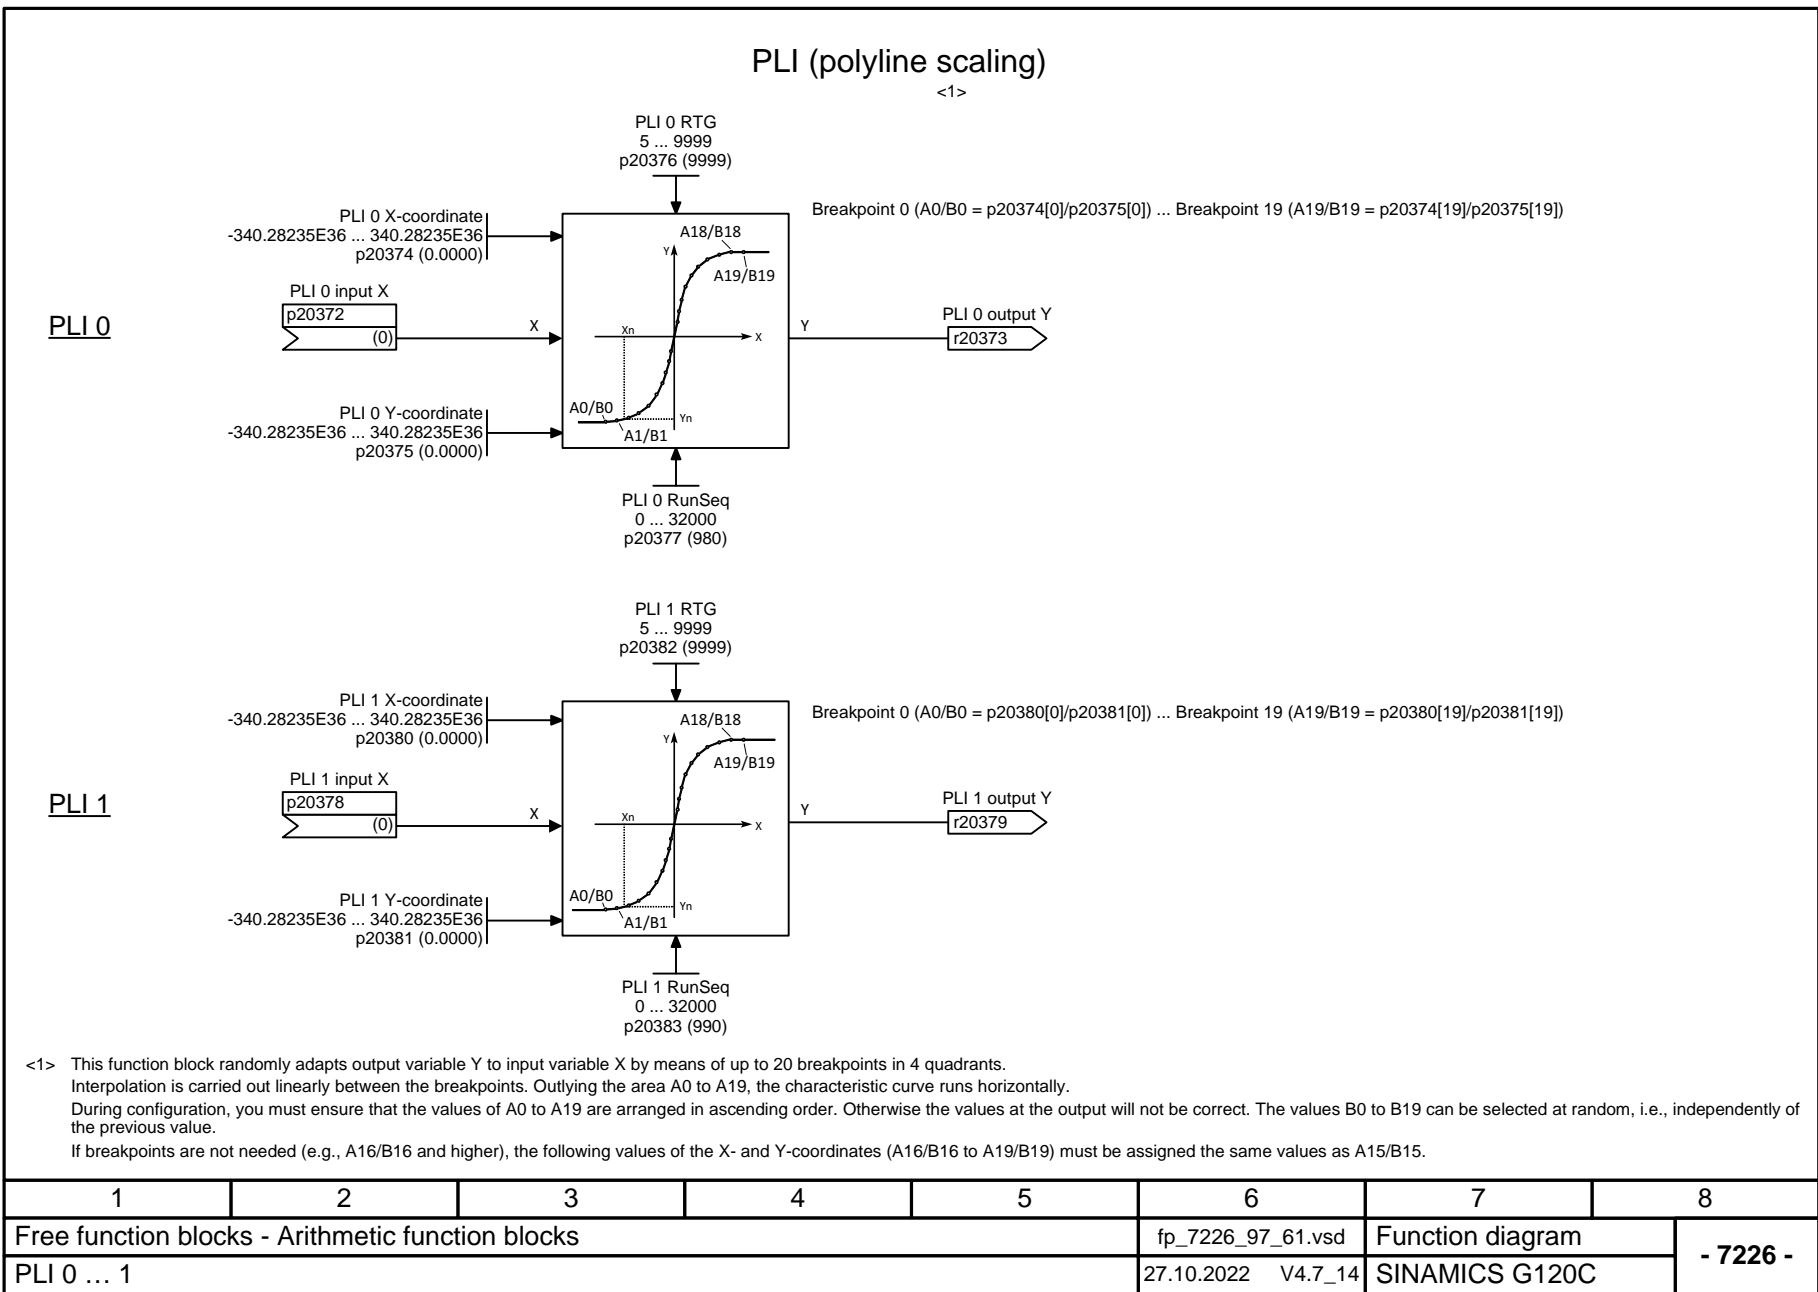 PLI (polyline scaling)
<1>
PLI 0 RTG
5 ... 9999
p20376 (9999)
PLI 0 X-coordinate
-340.28235E36 ... 340.28235E36
p20374 (0.0000)
Breakpoint 0 (A0/B0 = p20374[0]/p20375[0]) ... Breakpoint 19 (A19/B19 = p20374[19]/p20375[19])
A18/B18
Y
A19/B19
PLI 0
PLI 0 input X
p20372
(0)
X
Xn
X
Y
PLI 0 output Y
r20373
PLI 0 Y-coordinate
-340.28235E36 ... 340.28235E36
p20375 (0.0000)
A0/B0
Yn
A1/B1
PLI 0 RunSeq
0 ... 32000
p20377 (980)
PLI 1 RTG
5 ... 9999
p20382 (9999)
PLI 1 X-coordinate
-340.28235E36 ... 340.28235E36
p20380 (0.0000)
Breakpoint 0 (A0/B0 = p20380[0]/p20381[0]) ... Breakpoint 19 (A19/B19 = p20380[19]/p20381[19])
A18/B18
Y
A19/B19
PLI 1
PLI 1 input X
p20378
(0)
X
Xn
X
Y
PLI 1 output Y
r20379
PLI 1 Y-coordinate
-340.28235E36 ... 340.28235E36
p20381 (0.0000)
A0/B0
Yn
A1/B1
PLI 1 RunSeq
0 ... 32000
p20383 (990)
<1> This function block randomly adapts output variable Y to input variable X by means of up to 20 breakpoints in 4 quadrants.
Interpolation is carried out linearly between the breakpoints. Outlying the area A0 to A19, the characteristic curve runs horizontally.
During configuration, you must ensure that the values of A0 to A19 are arranged in ascending order. Otherwise the values at the output will not be correct. The values B0 to B19 can be selected at random, i.e., independently of
the previous value.
If breakpoints are not needed (e.g., A16/B16 and higher), the following values of the X- and Y-coordinates (A16/B16 to A19/B19) must be assigned the same values as A15/B15.
1 2 3 4 5 6 7 8
Free function blocks - Arithmetic function blocks
fp_7226_97_61.vsd
Function diagram
- 7226 -
PLI 0 … 1
27.10.2022 V4.7_14
SINAMICS G120C